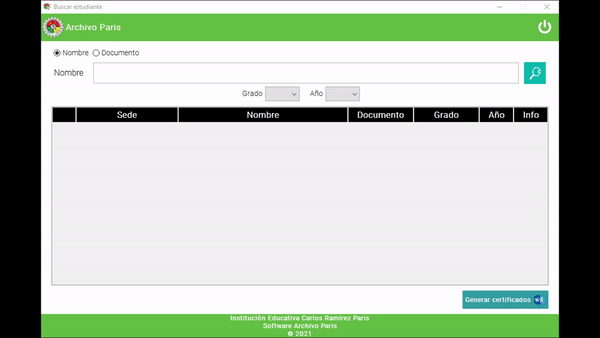 Buscar estudiante
Archivo Paris
Nombre Documento
Nombre
Grado Año
Sede Nombre Documento Grado Año Info
Generar certificados
Institución Educativa Carlos Ramirez Paris
Software Archivo Paris
© 2021